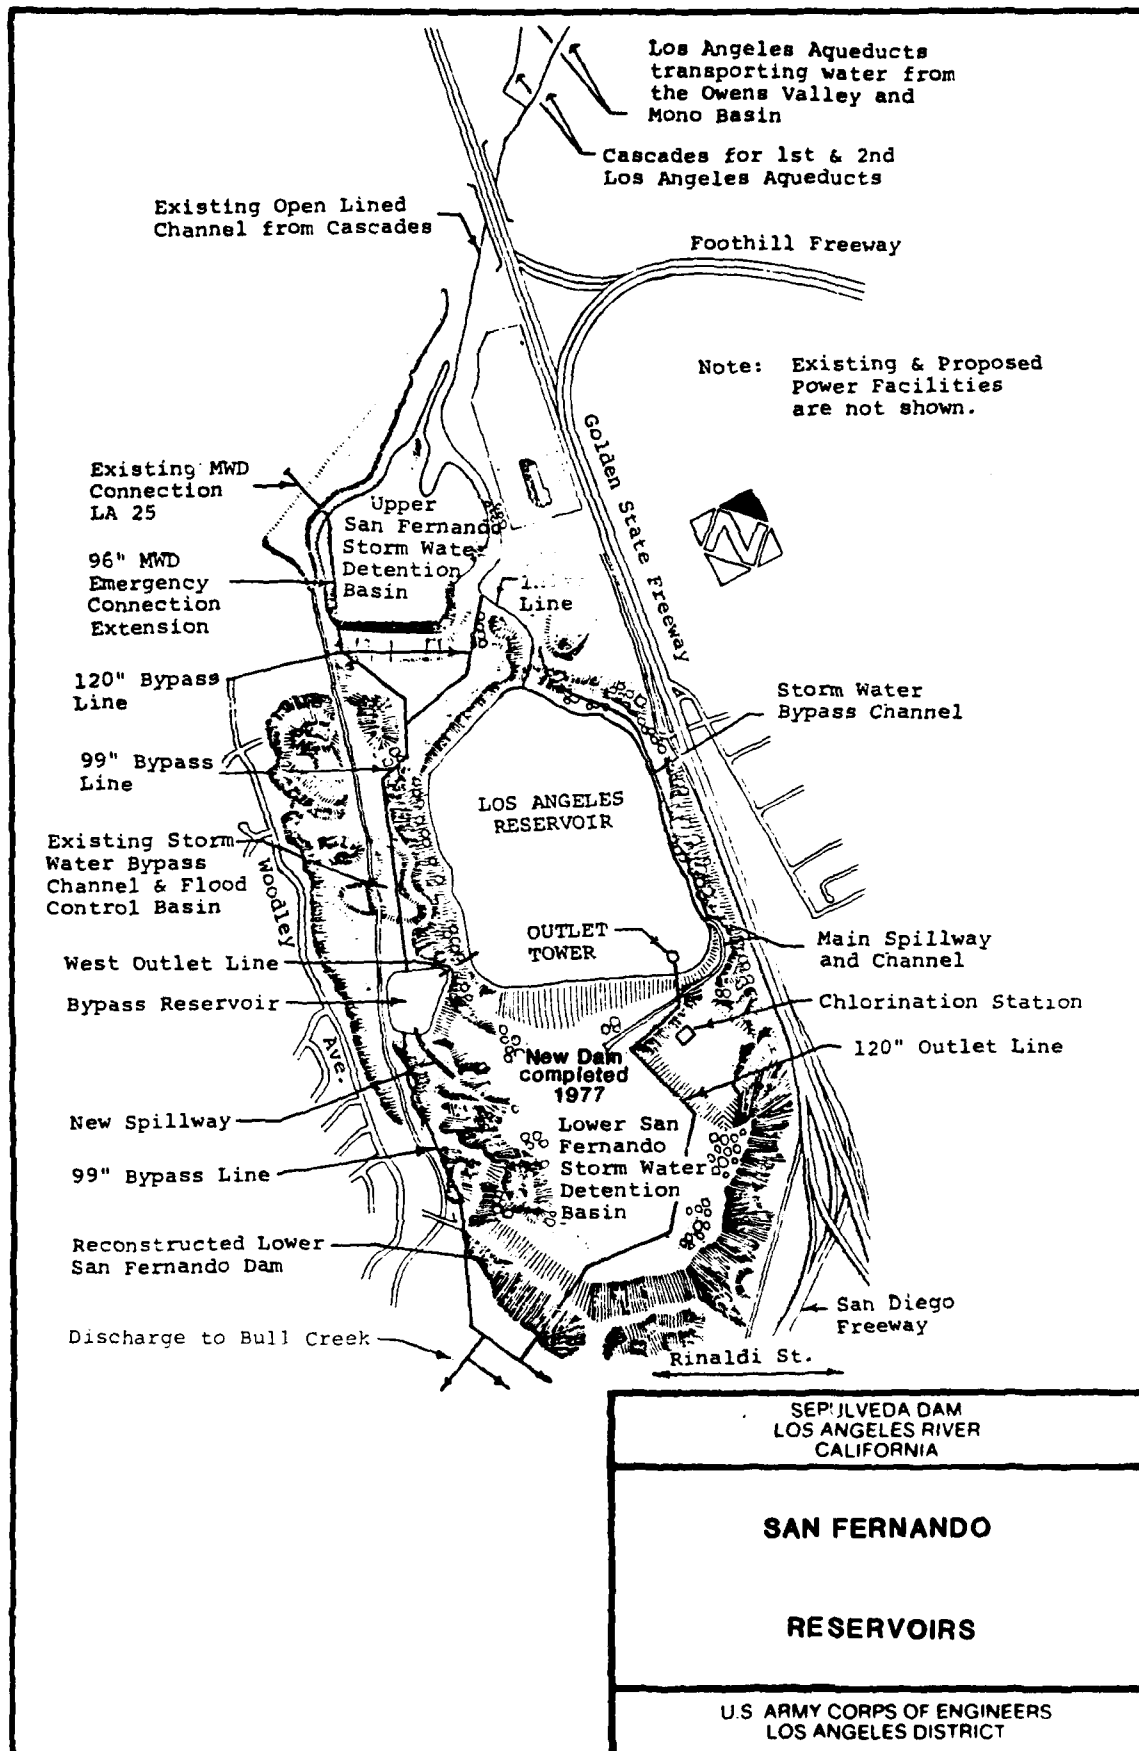 Los Angeles Aqueducts
transporting water from
the Owens Valley and
Mono Basin
Cascades for 1st & 2nd
Los Angeles Aqueducts
Existing Open Lined
Channel from Cascades
Foothill Freeway
Note: Existing & Proposed
Power Facilities
are not shown.
Golden State Freeway
Existing MWD
Connection
LA 25
Upper
San Fernando
Storm Water
Detention
Basin
96" MWD
Emergency
Connection
Extension
Line
120" Bypass
Line
Storm Water
Bypass Channel
99" Bypass
Line
LOS ANGELES
RESERVOIR
Existing Storm
Water Bypass
Channel & Flood
Control Basin
Woodley
Ave.
OUTLET
TOWER
Main Spillway
and Channel
West Outlet Line
Bypass Reservoir
Chlorination Station
120" Outlet Line
New Dam
completed
1977
New Spillway
Lower San
Fernando
Storm Water
Detention
Basin
99" Bypass Line
Reconstructed Lower
San Fernando Dam
San Diego
Freeway
Discharge to Bull Creek
Rinaldi St.
SEPULVEDA DAM
LOS ANGELES RIVER
CALIFORNIA
SAN FERNANDO
RESERVOIRS
U.S ARMY CORPS OF ENGINEERS
LOS ANGELES DISTRICT